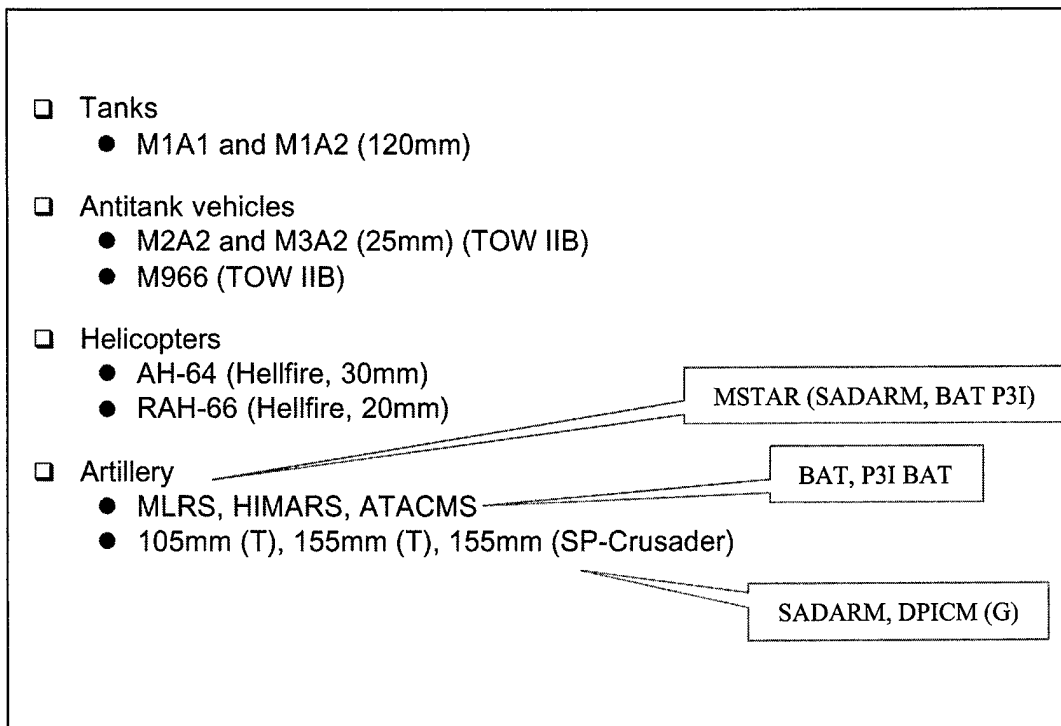 Tanks
M1A1 and M1A2 (120mm)
Antitank vehicles
M2A2 and M3A2 (25mm) (TOW IIB)
M966 (TOW IIB)
Helicopters
AH-64 (Hellfire, 30mm)
RAH-66 (Hellfire, 20mm)
MSTAR (SADARM, BAT P3I)
Artillery
MLRS, HIMARS, ATACMS
BAT, P3I BAT
105mm (T), 155mm (T), 155mm (SP-Crusader)
SADARM, DPICM (G)